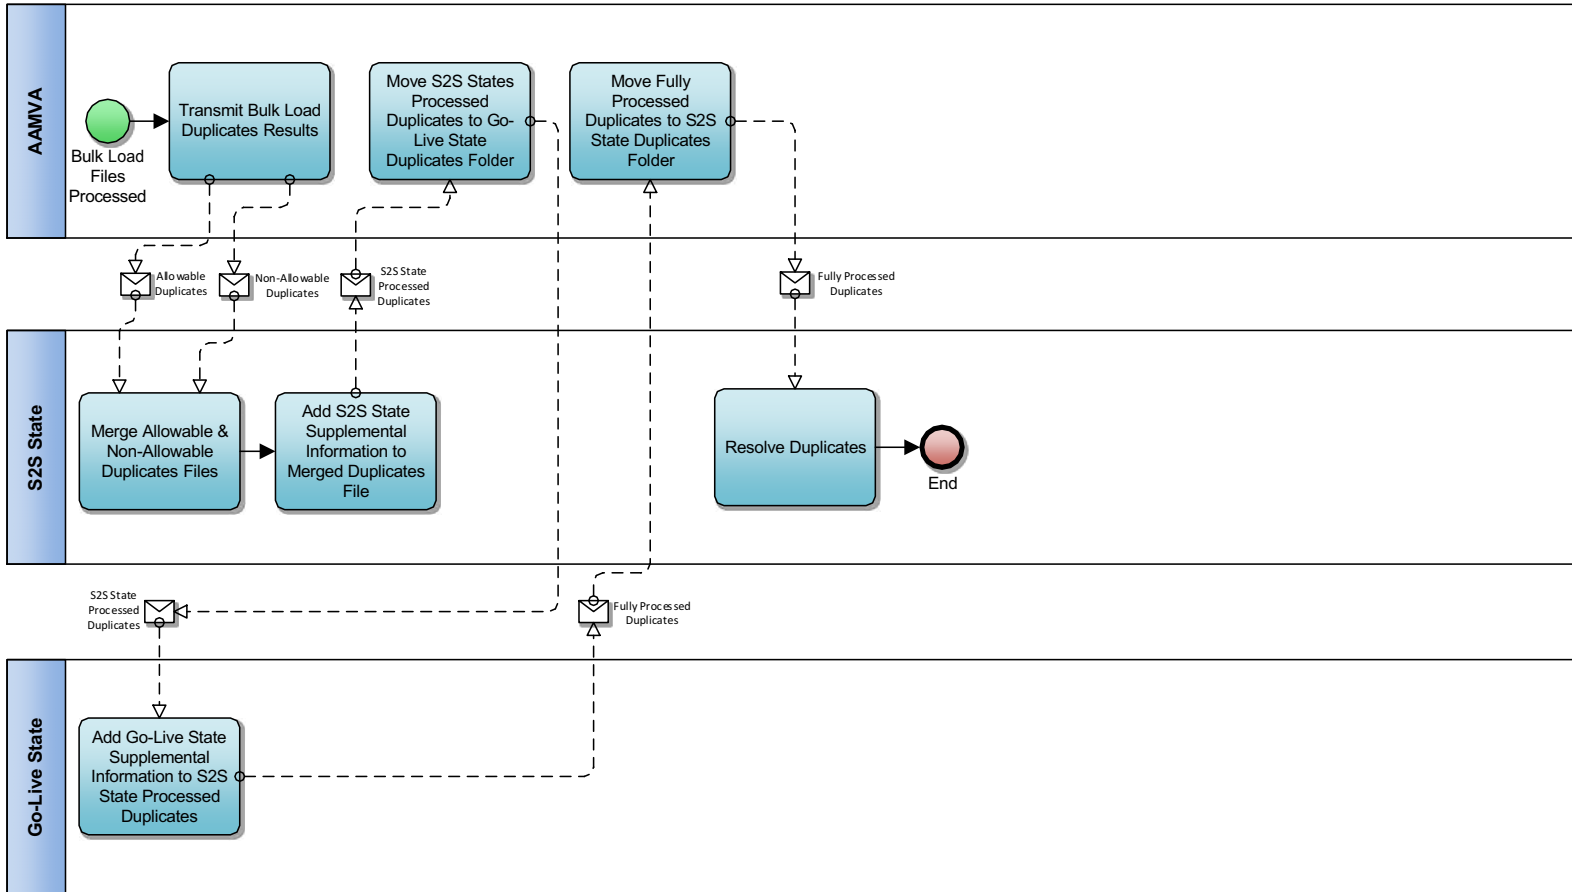 AAMVA
Bulk Load
Files
Processed
Transmit Bulk Load
Duplicates Results
Move S2S States
Processed
Duplicates to Go-
Live State
Duplicates Folder
Move Fully
Processed
Duplicates to S2S
State Duplicates
Folder
Allowable
Duplicates
Non-Allowable
Duplicates
S2S State
Processed
Duplicates
Fully Processed
Duplicates
S2S State
Merge Allowable &
Non-Allowable
Duplicates Files
Add S2S State
Supplemental
Information to
Merged Duplicates
File
Resolve Duplicates
End
S2S State
Processed
Duplicates
Fully Processed
Duplicates
Go-Live State
Add Go-Live State
Supplemental
Information to S2S
State Processed
Duplicates